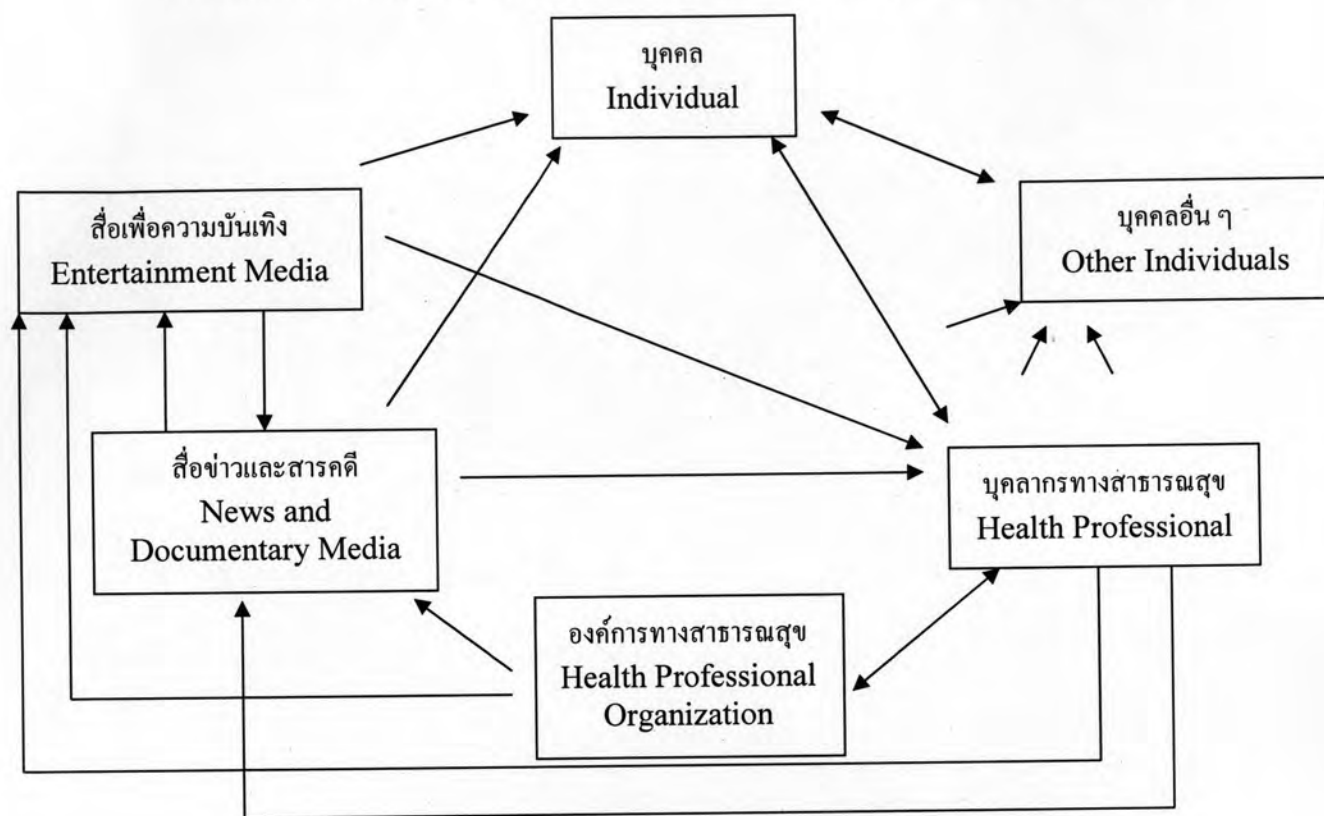 บุคคล
Individual
สื่อเพื่อความบันเทิง
Entertainment Media
บุคคลอื่น ๆ
Other Individuals
สื่อข่าวและสารคดี
News and
Documentary Media
บุคลากรทางสาธารณสุข
Health Professional
องค์การทางสาธารณสุข
Health Professional
Organization